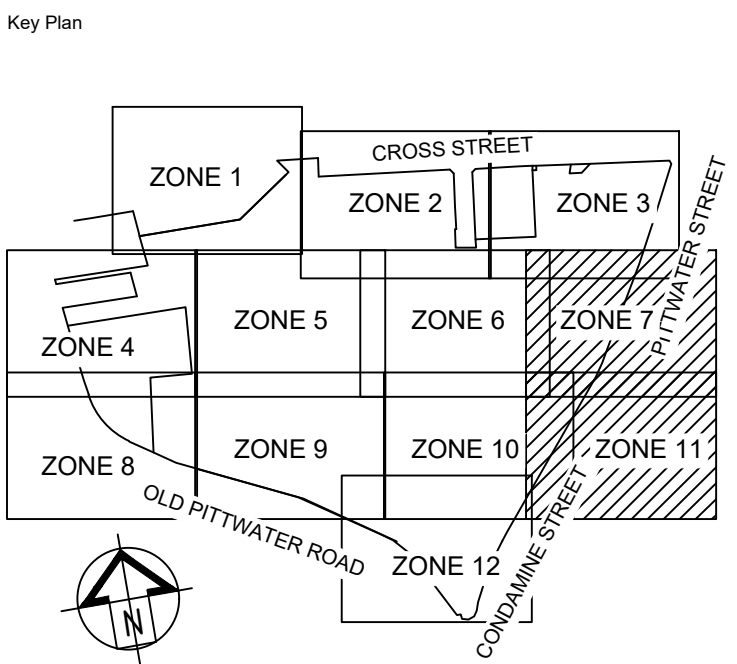 Key Plan
CROSS STREET
ZONE 1
ZONE 2
ZONE 3
PITTWATER STREET
ZONE 4
ZONE 5
ZONE 6
ZONE 7
ZONE 8
ZONE 9
ZONE 10
ZONE 11
OLD PITTWATER ROAD
ZONE 12
CONDAMINE STREET
N